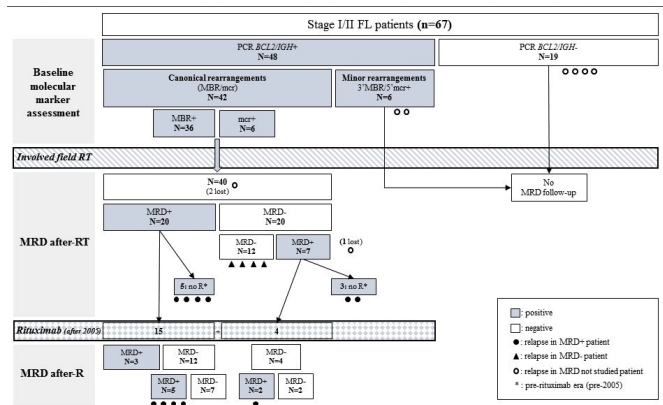 Stage I/II FL patients (n=67)
PCR BCL2/IGH+
N=48
PCR BCL2/IGH-
N=19
Baseline
molecular
marker
assessment
Canonical rearrangements
(MBR/mcr)
N=42
Minor rearrangements
3'MBR/5'mcr+
N=6
MBR+
N=36
mcr+
N=6
Involved field RT
N=40
(2 lost)
No
MRD follow-up
MRD after-RT
MRD+
N=20
MRD-
N=20
MRD-
N=12
MRD+
N=7
(1 lost)
5: no R*
3: no R*
Rituximab (after 2005)
15
+
4
MRD after-R
MRD+
N=3
MRD-
N=12
MRD-
N=4
MRD+
N=5
MRD-
N=7
MRD+
N=2
MRD-
N=2
: positive
: negative
: relapse in MRD+ patient
: relapse in MRD- patient
: relapse in MRD not studied patient
* : pre-rituximab era (pre-2005)